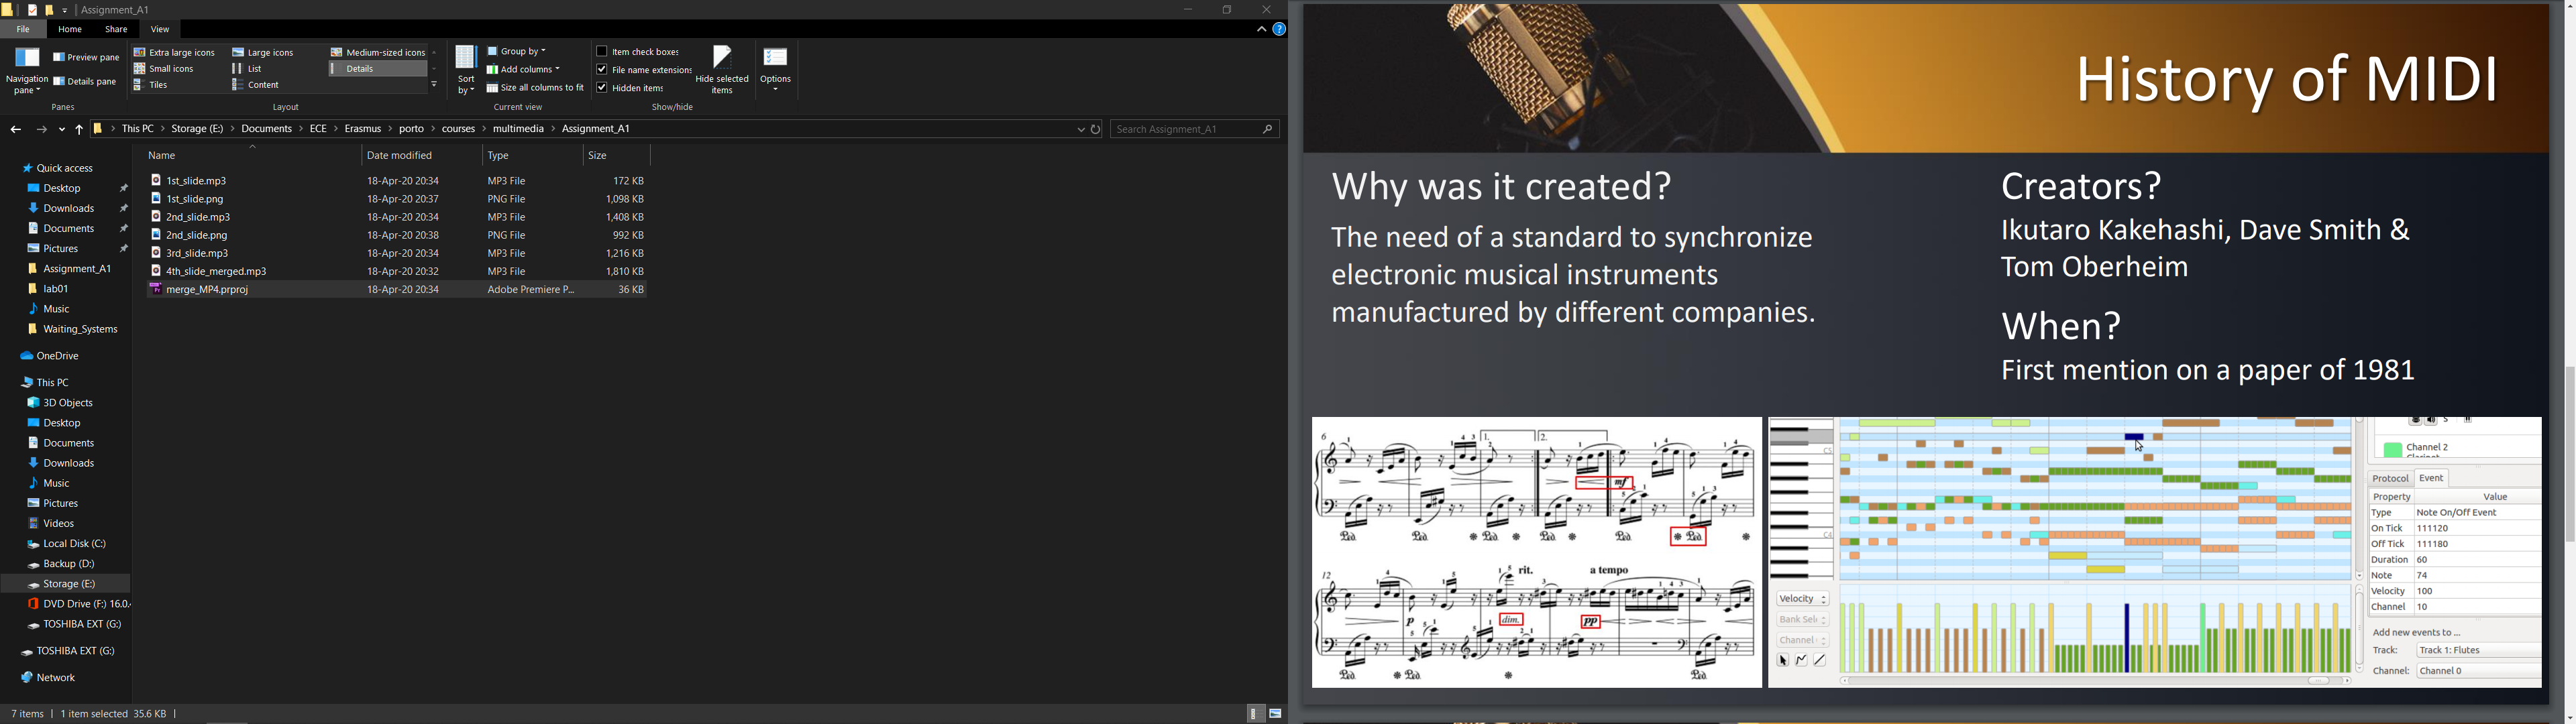 Assignment_A1
File Home Share View
Navigation pane
Preview pane
Details pane
Panes
Extra large icons Large icons Medium-sized icons
Small icons List Details
Tiles Content
Layout
Sort by
Group by
Add columns
Size all columns to fit
Current view
Item check boxes
File name extensions
Hidden items
Hide selected items
Show/hide
Options
This PC Storage (E:) Documents ECE Erasmus porto courses multimedia Assignment_A1
Search Assignment_A1
Quick access
Desktop
Downloads
Documents
Pictures
Assignment_A1
lab01
Music
Waiting_Systems
OneDrive
This PC
3D Objects
Desktop
Documents
Downloads
Music
Pictures
Videos
Local Disk (C:)
Backup (D:)
Storage (E:)
DVD Drive (F:) 16.0.
TOSHIBA EXT (G:)
TOSHIBA EXT (G:)
Network
Name Date modified Type Size
1st_slide.mp3 18-Apr-20 20:34 MP3 File 172 KB
1st_slide.png 18-Apr-20 20:37 PNG File 1,098 KB
2nd_slide.mp3 18-Apr-20 20:34 MP3 File 1,408 KB
2nd_slide.png 18-Apr-20 20:38 PNG File 992 KB
3rd_slide.mp3 18-Apr-20 20:34 MP3 File 1,216 KB
4th_slide_merged.mp3 18-Apr-20 20:32 MP3 File 1,810 KB
merge_MP4.prproj 18-Apr-20 20:34 Adobe Premiere P... 36 KB
7 items 1 item selected 35.6 KB
History of MIDI
Why was it created?
The need of a standard to synchronize
electronic musical instruments
manufactured by different companies.
Creators?
Ikutaro Kakehashi, Dave Smith &
Tom Oberheim
When?
First mention on a paper of 1981
6
1. 2.
mf
12
rit. a tempo
p dim. pp
C5
C4
Velocity
Bank Sel
Channel
Channel 2
Protocol Event
Property Value
Type Note On/Off Event
On Tick 111120
Off Tick 111180
Duration 60
Note 74
Velocity 100
Channel 10
Add new events to ...
Track: Track 1: Flutes
Channel: Channel 0